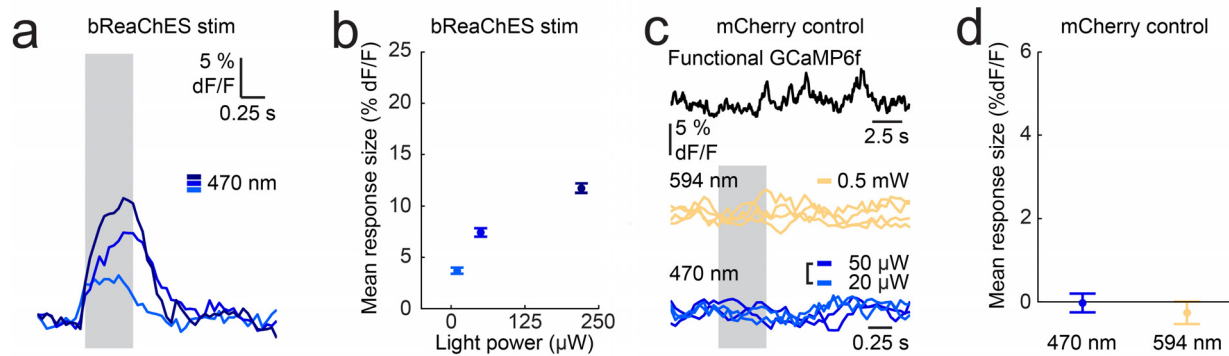 a
bReaChES stim
5 %
dF/F
0.25 s
470 nm
b
bReaChES stim
Mean response size (% dF/F)
25
20
15
10
5
0
0
125
250
Light power (µW)
c
mCherry control
Functional GCaMP6f
5 %
dF/F
2.5 s
594 nm
0.5 mW
470 nm
50 µW
20 µW
0.25 s
d
mCherry control
Mean response size (%dF/F)
6
4
2
0
470 nm
594 nm